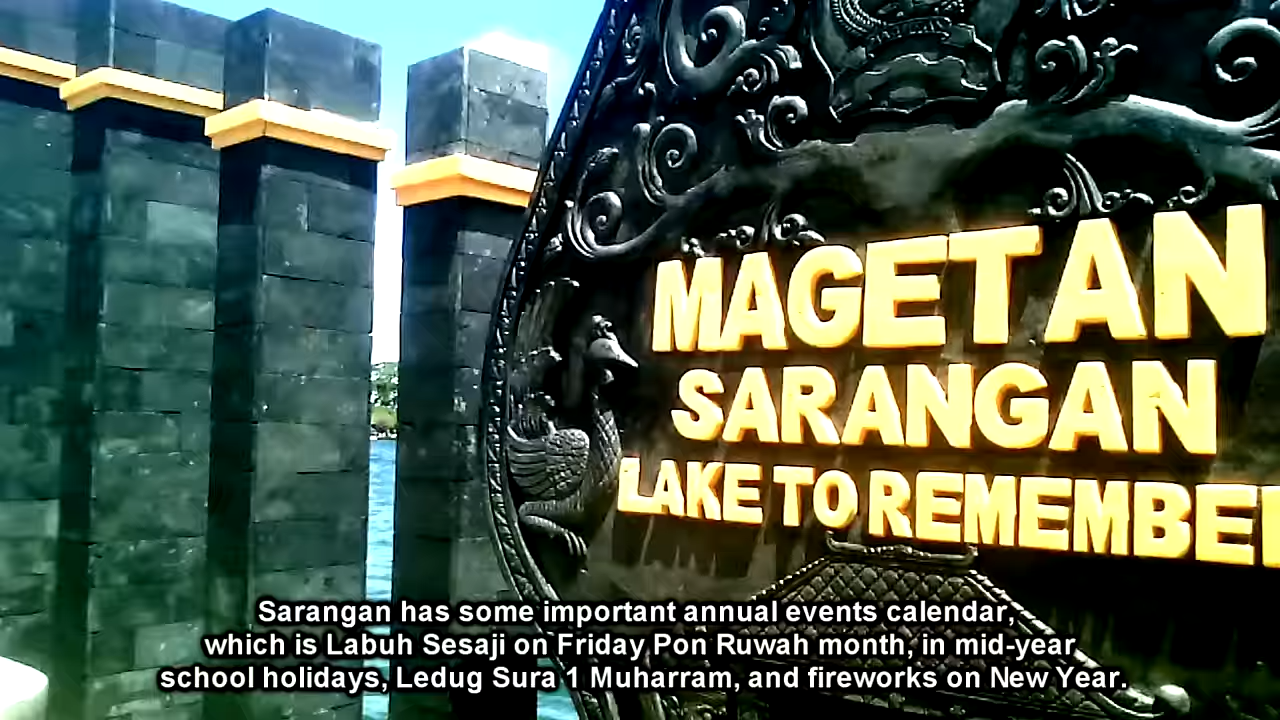 MAGETAN
SARANGAN
LAKE TO REMEMBE
Sarangan has some important annual events calendar,
which is Labuh Sesaji on Friday Pon Ruwah month, in mid-year
school holidays, Ledug Sura 1 Muharram, and fireworks on New Year.